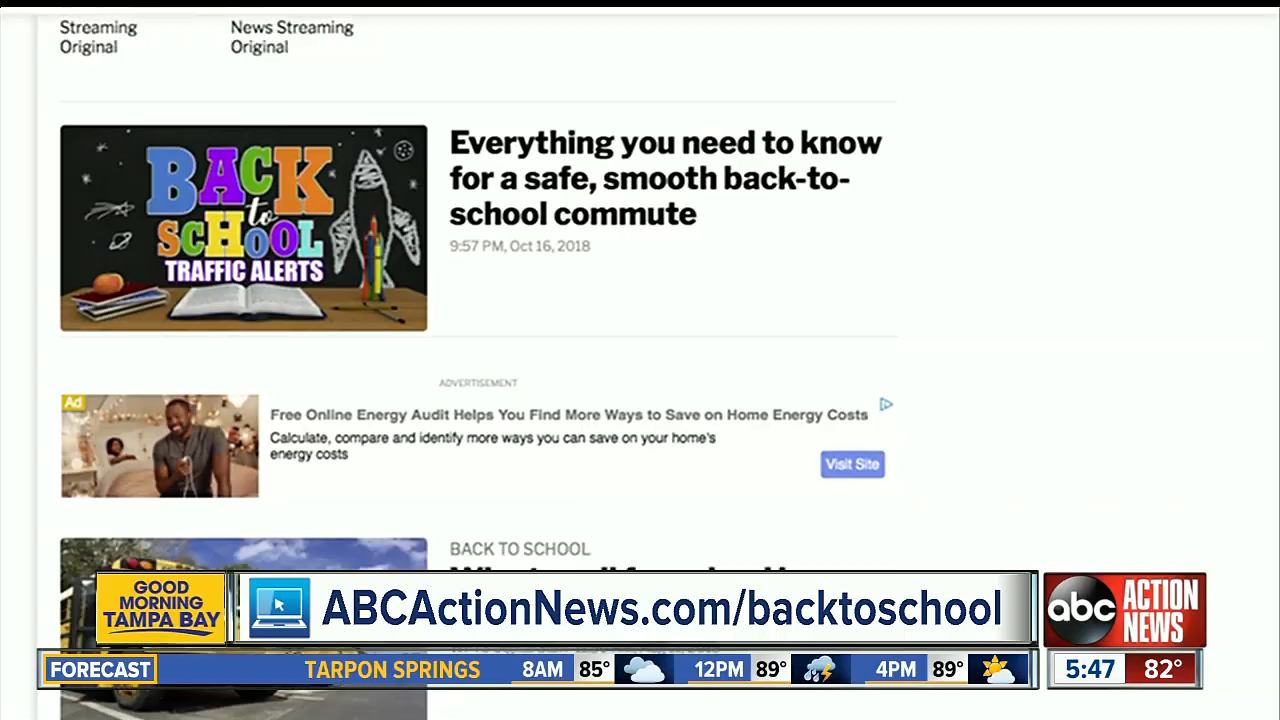 Streaming
Original
News Streaming
Original
BACK
to
SCHOOL
TRAFFIC ALERTS
Everything you need to know
for a safe, smooth back-to-
school commute
9:57 PM, Oct 16, 2018
ADVERTISEMENT
Ad
Free Online Energy Audit Helps You Find More Ways to Save on Home Energy Costs
Calculate, compare and identify more ways you can save on your home's
energy costs
Visit Site
BACK TO SCHOOL
GOOD
MORNING
TAMPA BAY
ABCActionNews.com/backtoschool
abc
ACTION
NEWS
FORECAST
TARPON SPRINGS
8AM 85°
12PM 89°
4PM 89°
5:47
82°